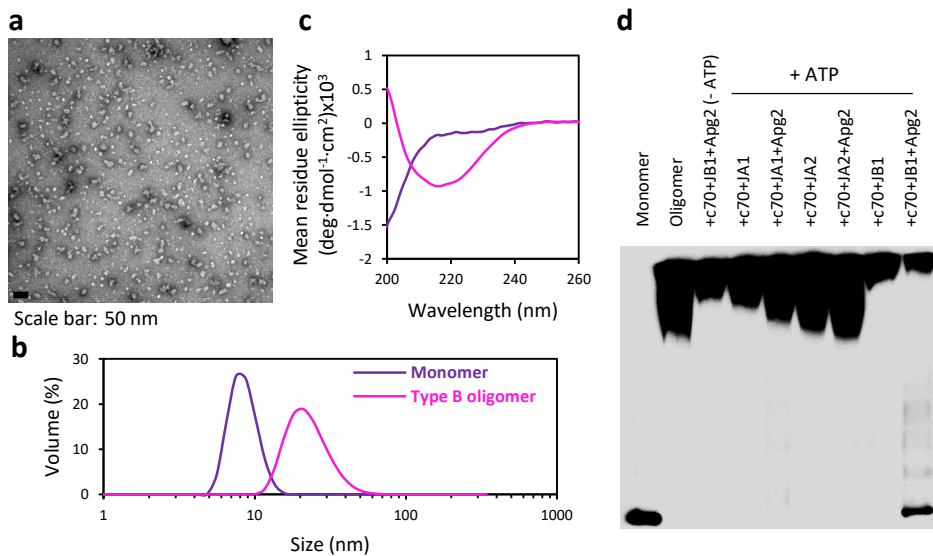 a
Scale bar: 50 nm
b
Volume (%)
30
20
10
0
Monomer
Type B oligomer
1
10
100
1000
Size (nm)
c
Mean residue ellipticity
(deg·dmol⁻¹·cm²)x10³
1
0.5
0
-0.5
-1
-1.5
-2
200
220
240
260
Wavelength (nm)
d
+ ATP
Monomer
Oligomer
+c70+JB1+Apg2 (- ATP)
+c70+JA1
+c70+JA1+Apg2
+c70+JA2
+c70+JA2+Apg2
+c70+JB1
+c70+JB1+Apg2